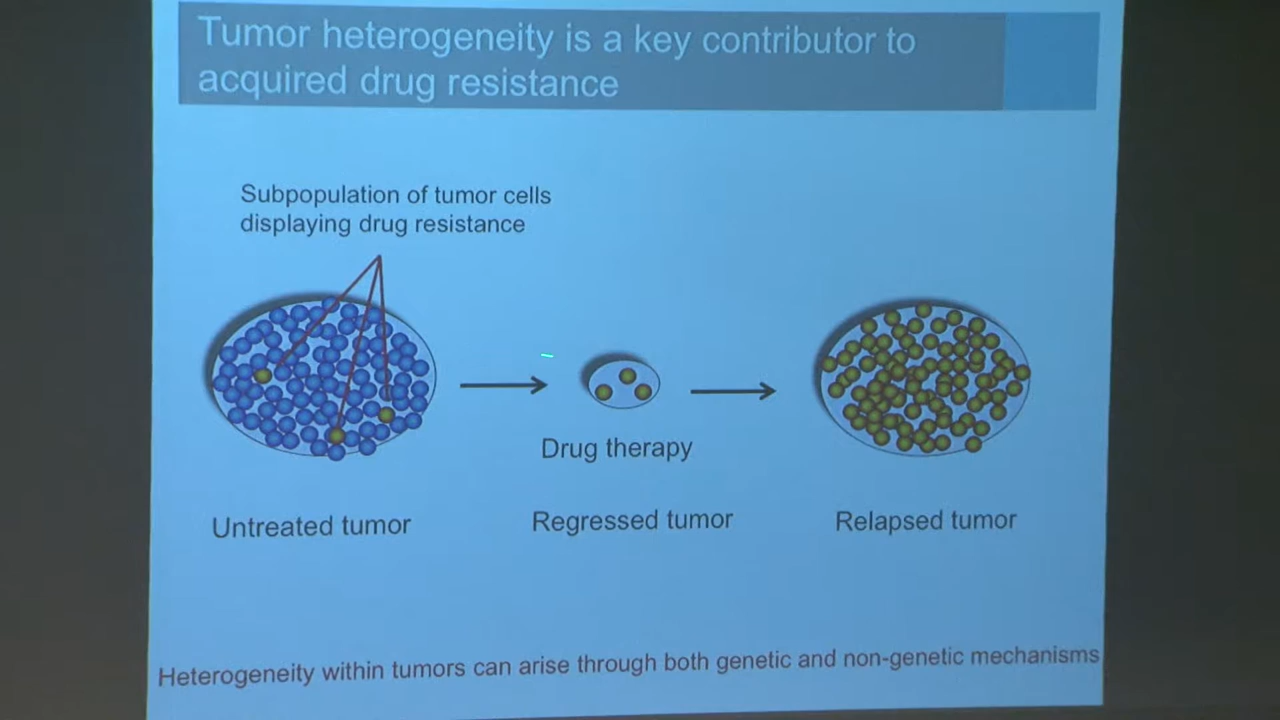 Tumor heterogeneity is a key contributor to
acquired drug resistance
Subpopulation of tumor cells
displaying drug resistance
Drug therapy
Untreated tumor
Regressed tumor
Relapsed tumor
Heterogeneity within tumors can arise through both genetic and non-genetic mechanisms